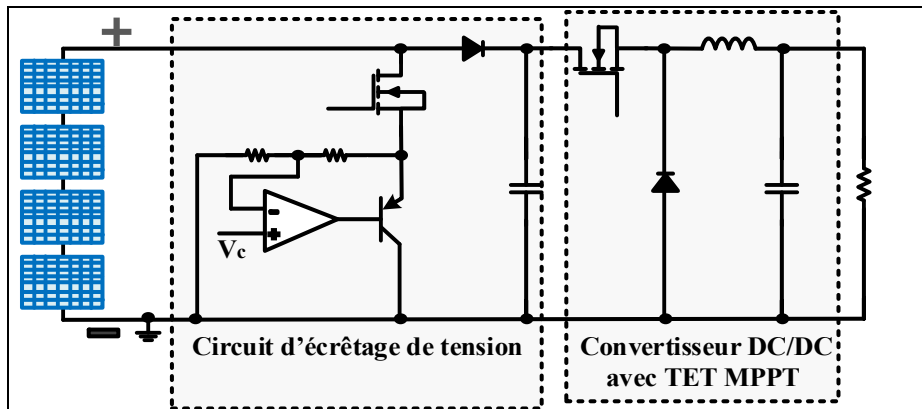 +
-
+
Vc
Circuit d'écrêtage de tension
Convertisseur DC/DC
avec TET MPPT